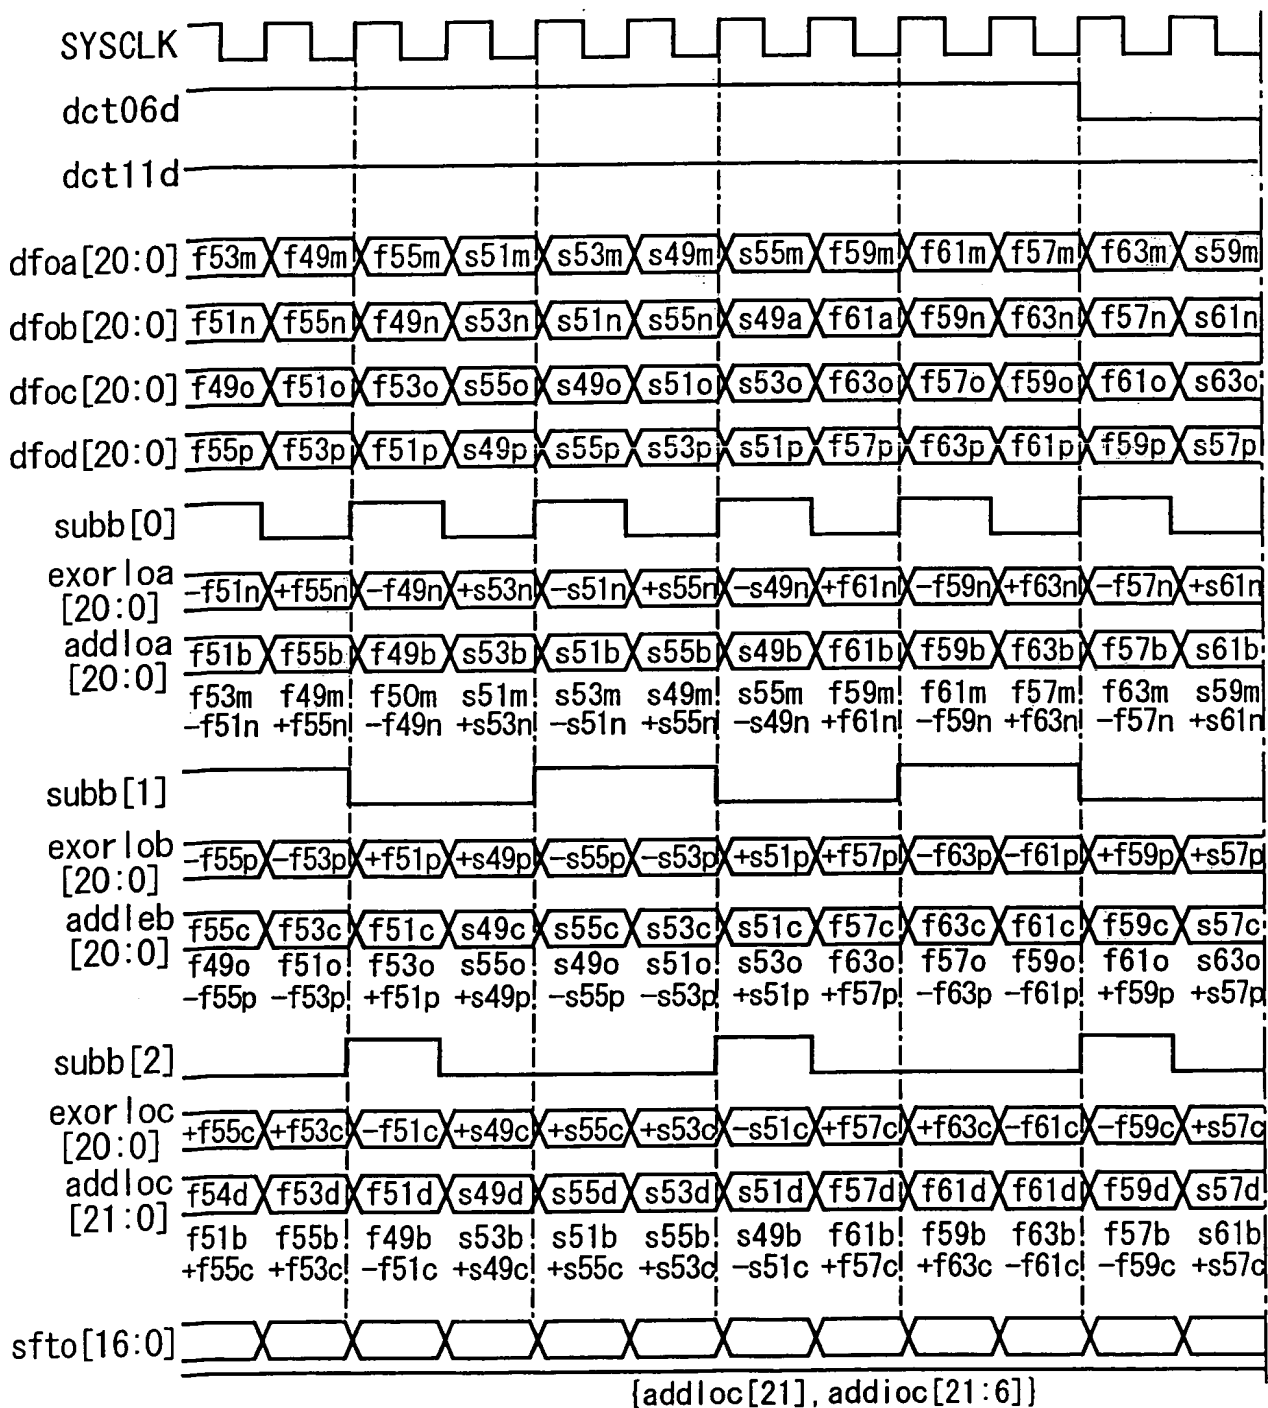 SYSCLK
dct06d
dct11d
dfoa[20:0] f53m f49m f55m s51m s53m s49m s55m f59m f61m f57m f63m s59m
dfob[20:0] f51n f55n f49n s53n s51n s55n s49a f61a f59n f63n f57n s61n
dfoc[20:0] f49o f51o f53o s55o s49o s51o s53o f63o f57o f59o f61o s63o
dfod[20:0] f55p f53p f51p s49p s55p s53p s51p f57p f63p f61p f59p s57p
subb[0]
exorloa
[20:0] -f51n +f55n -f49n +s53n -s51n +s55n -s49n +f61n -f59n +f63n -f57n +s61n
addloa
[20:0] f51b f55b f49b s53b s51b s55b s49b f61b f59b f63b f57b s61b
f53m f49m f50m s51m s53m s49m s55m f59m f61m f57m f63m s59m
-f51n +f55n -f49n +s53n -s51n +s55n -s49n +f61n -f59n +f63n -f57n +s61n
subb[1]
exorlob
[20:0] -f55p -f53p +f51p +s49p -s55p -s53p +s51p +f57p -f63p -f61p +f59p +s57p
addleb
[20:0] f55c f53c f51c s49c s55c s53c s51c f57c f63c f61c f59c s57c
f49o f51o f53o s55o s49o s51o s53o f63o f57o f59o f61o s63o
-f55p -f53p +f51p +s49p -s55p -s53p +s51p +f57p -f63p -f61p +f59p +s57p
subb[2]
exorloc
[20:0] +f55c +f53c -f51c +s49c +s55c +s53c -s51c +f57c +f63c -f61c -f59c +s57c
addloc
[21:0] f54d f53d f51d s49d s55d s53d s51d f57d f61d f61d f59d s57d
f51b f55b f49b s53b s51b s55b s49b f61b f59b f63b f57b s61b
+f55c +f53c -f51c +s49c +s55c +s53c -s51c +f57c +f63c -f61c -f59c +s57c
sfto[16:0]
{addloc[21], addioc[21:6]}